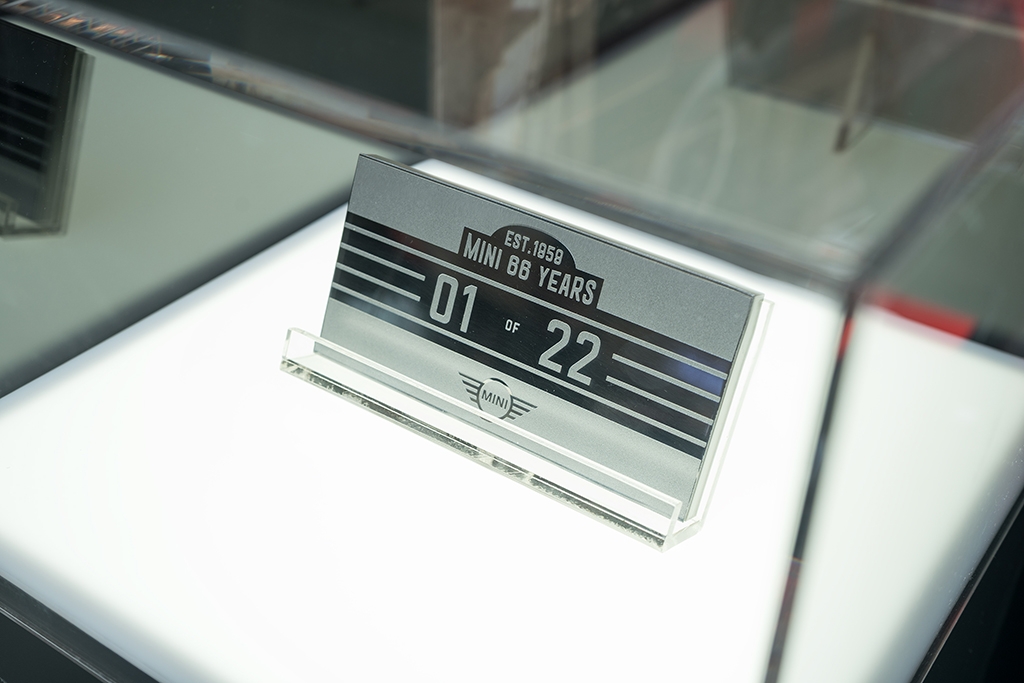 EST.1959
MINI 66 YEARS
01 OF 22
MINI